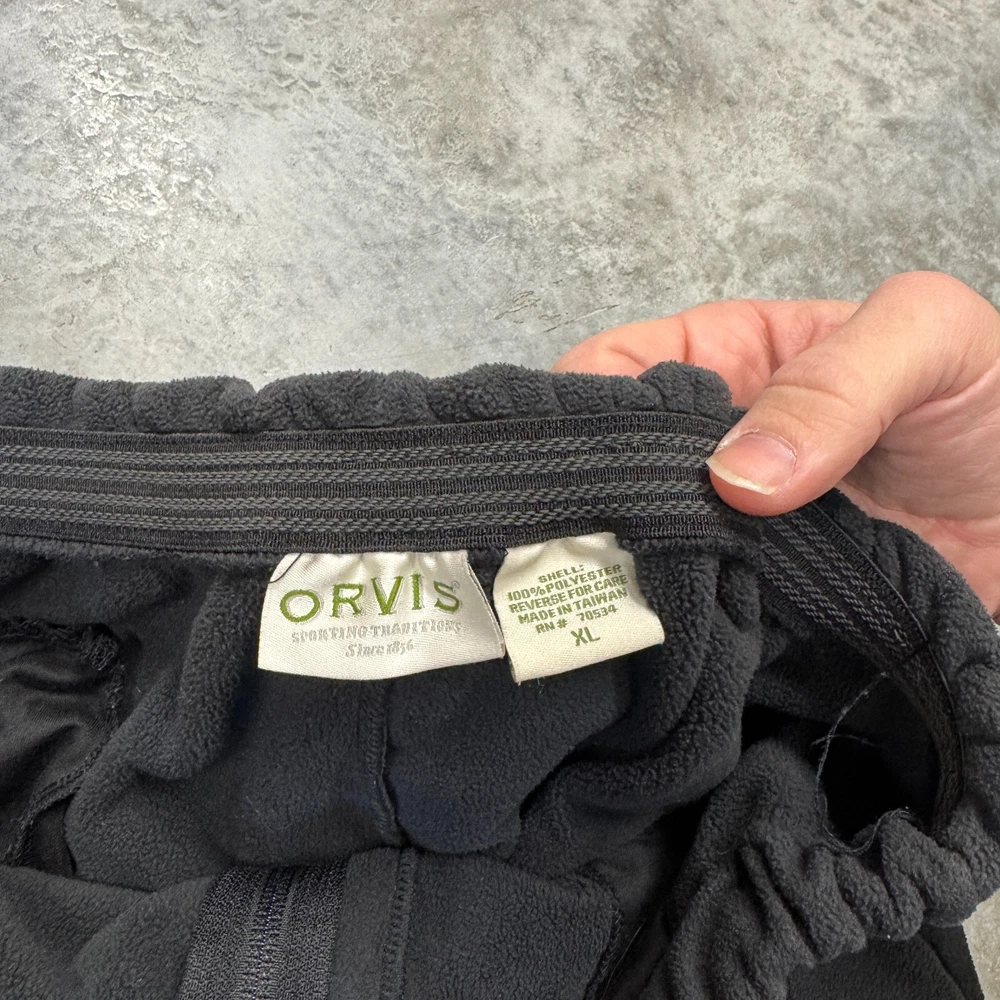 ORVIS®
SPORTING TRADITIONS
Since 1856
SHELL:
100% POLYESTER
REVERSE FOR CARE
MADE IN TAIWAN
RN# 70534
XL